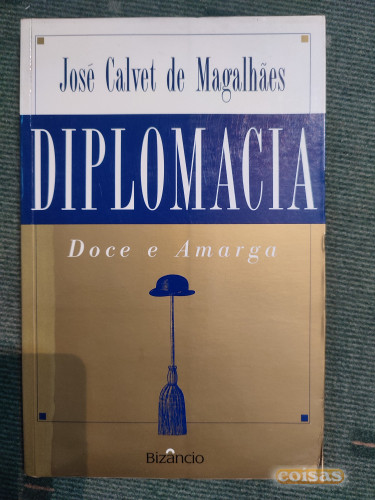 José Calvet de Magalhães
DIPLOMACIA
Doce e Amarga
Bizâncio
coisas